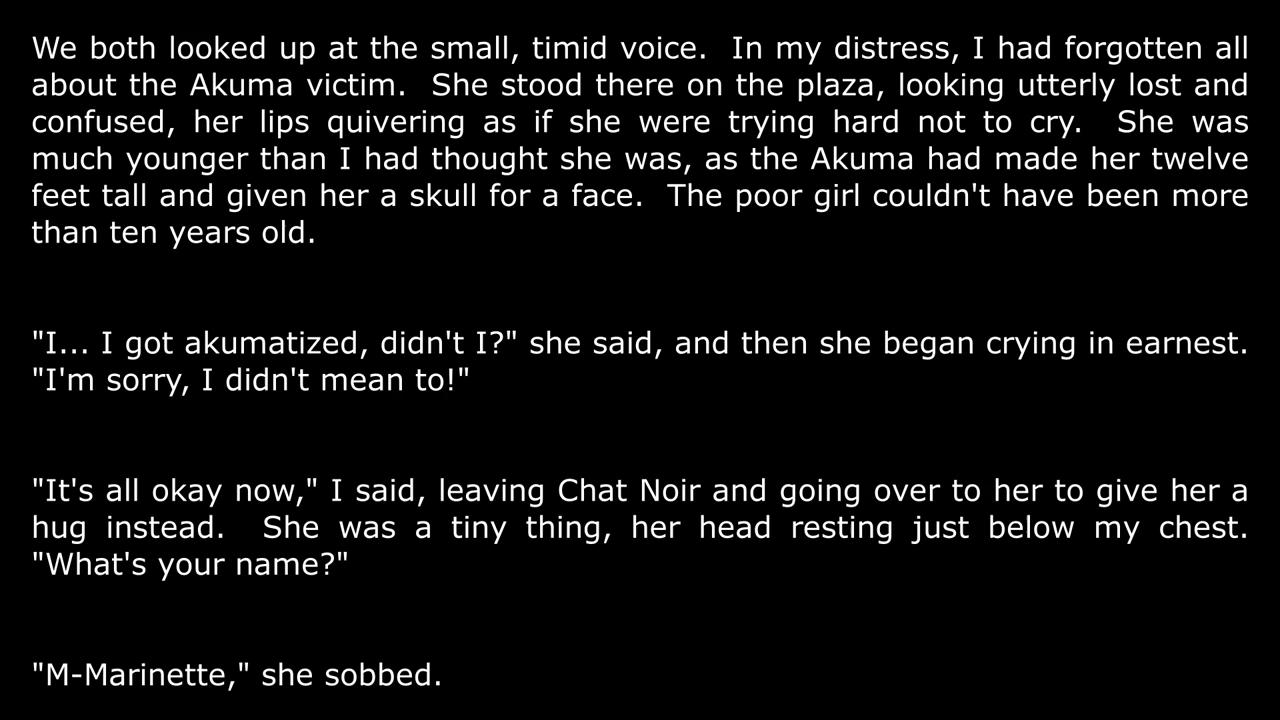 We both looked up at the small, timid voice.  In my distress, I had forgotten all
about the Akuma victim.  She stood there on the plaza, looking utterly lost and
confused, her lips quivering as if she were trying hard not to cry.  She was
much younger than I had thought she was, as the Akuma had made her twelve
feet tall and given her a skull for a face.  The poor girl couldn't have been more
than ten years old.
"I... I got akumatized, didn't I?" she said, and then she began crying in earnest.
"I'm sorry, I didn't mean to!"
"It's all okay now," I said, leaving Chat Noir and going over to her to give her a
hug instead.  She was a tiny thing, her head resting just below my chest.
"What's your name?"
"M-Marinette," she sobbed.